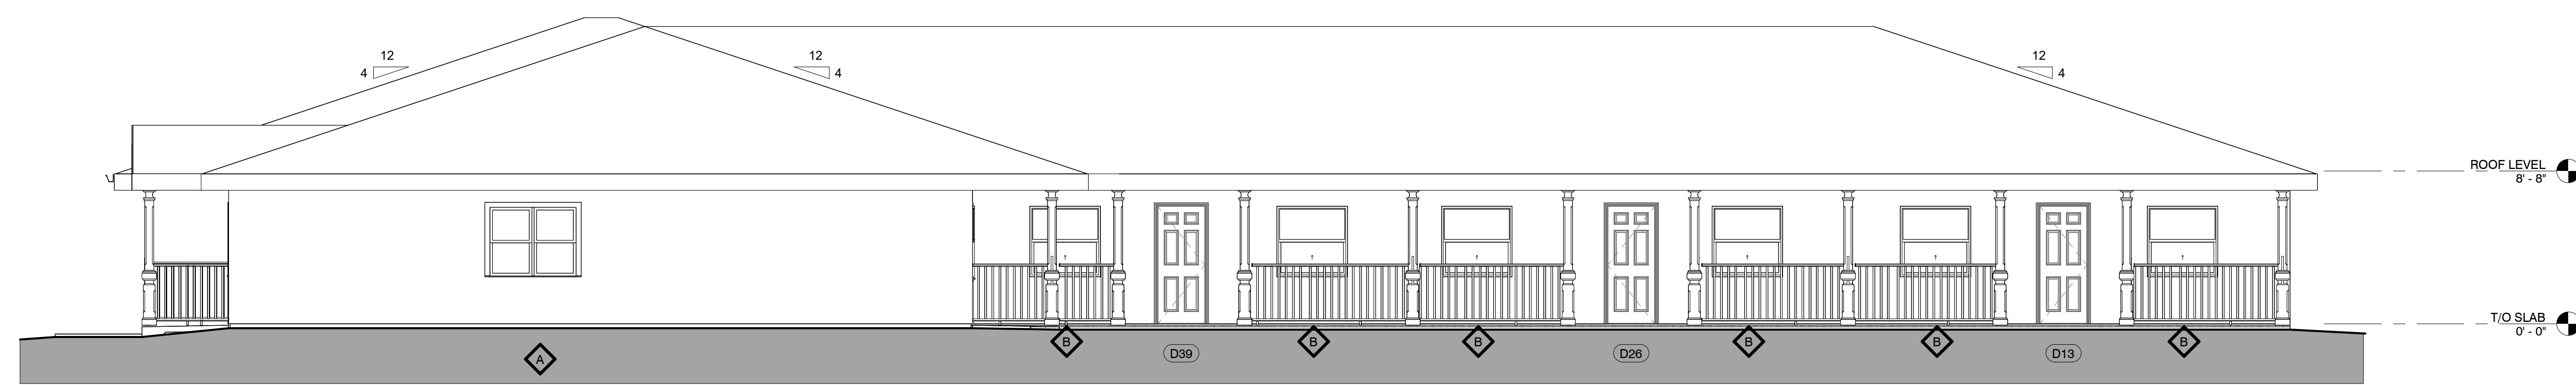 12
4
12
4
12
4
ROOF LEVEL
8' - 8"
T/O SLAB
0' - 0"
A
B
D39
B
B
D26
B
B
D13
B